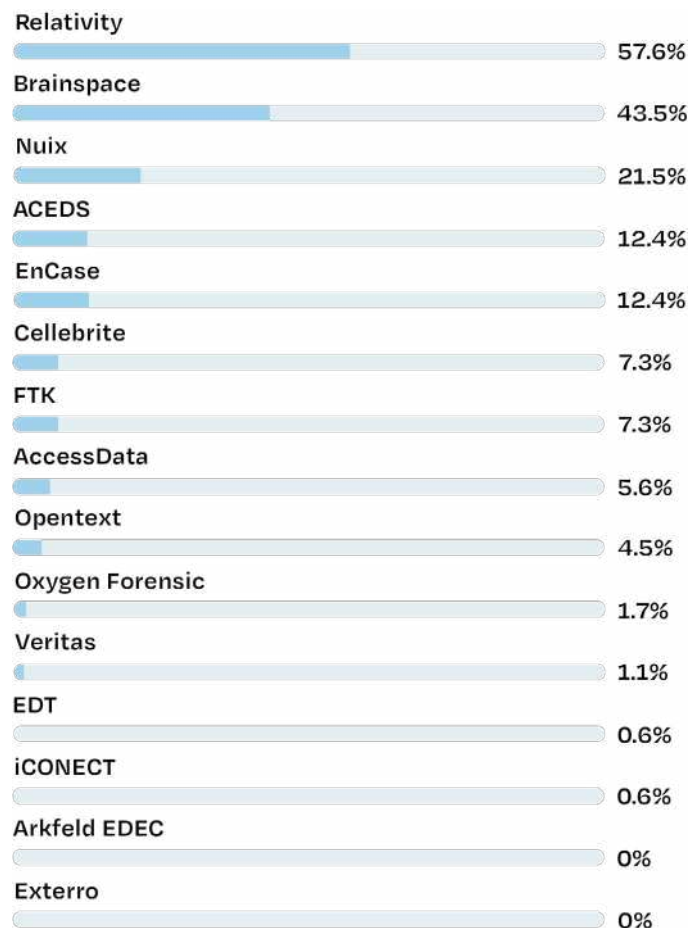 Relativity
57.6%
Brainspace
43.5%
Nuix
21.5%
ACEDS
12.4%
EnCase
12.4%
Cellebrite
7.3%
FTK
7.3%
AccessData
5.6%
Opentext
4.5%
Oxygen Forensic
1.7%
Veritas
1.1%
EDT
0.6%
iCONECT
0.6%
Arkfeld EDEC
0%
Exterro
0%